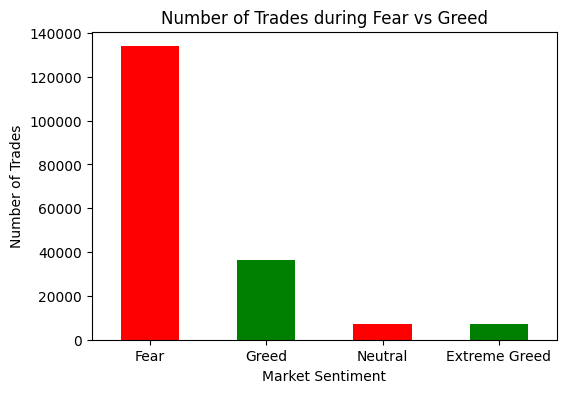 Number of Trades during Fear vs Greed
Number of Trades
140000
120000
100000
80000
60000
40000
20000
0
Fear Greed Neutral Extreme Greed
Market Sentiment